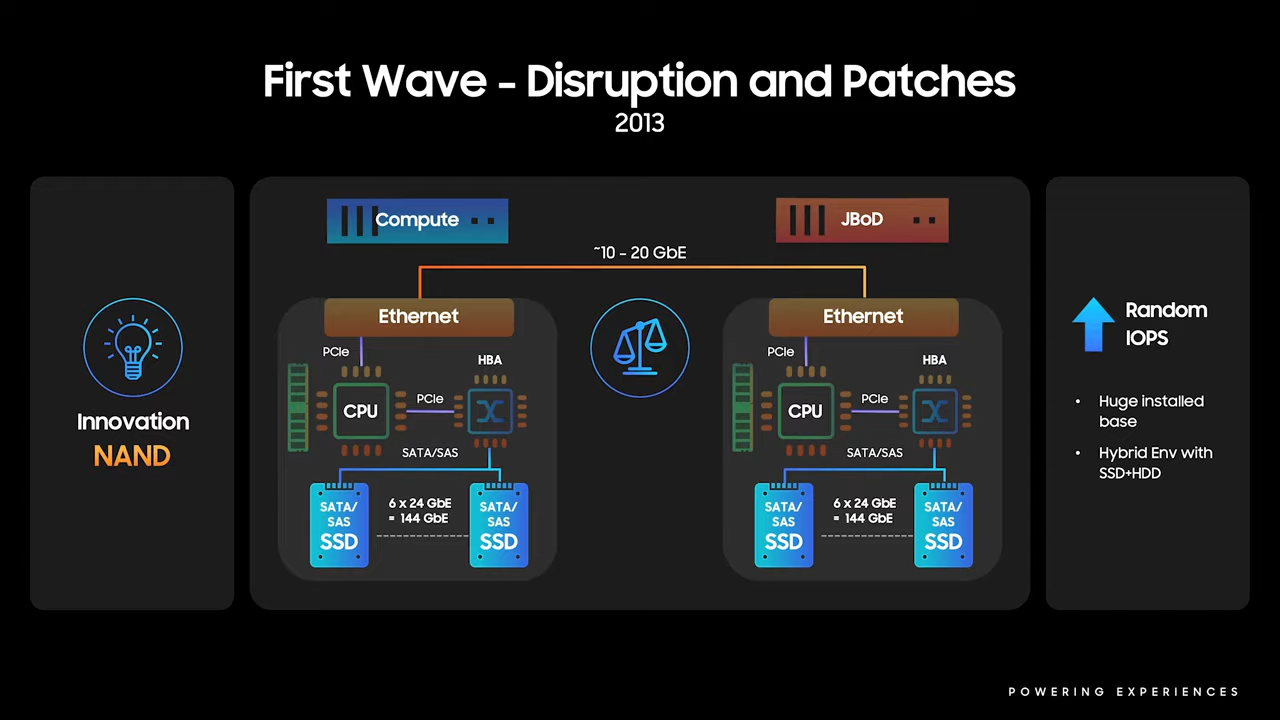 First Wave – Disruption and Patches
2013
Innovation
NAND
Compute
JBoD
~10 – 20 GbE
Ethernet
PCIe
HBA
CPU
PCIe
SATA/SAS
SATA/
SAS
SSD
6 x 24 GbE
= 144 GbE
SATA/
SAS
SSD
Ethernet
PCIe
HBA
CPU
PCIe
SATA/SAS
SATA/
SAS
SSD
6 x 24 GbE
= 144 GbE
SATA/
SAS
SSD
Random
IOPS
• Huge installed
base
• Hybrid Env with
SSD+HDD
POWERING EXPERIENCES